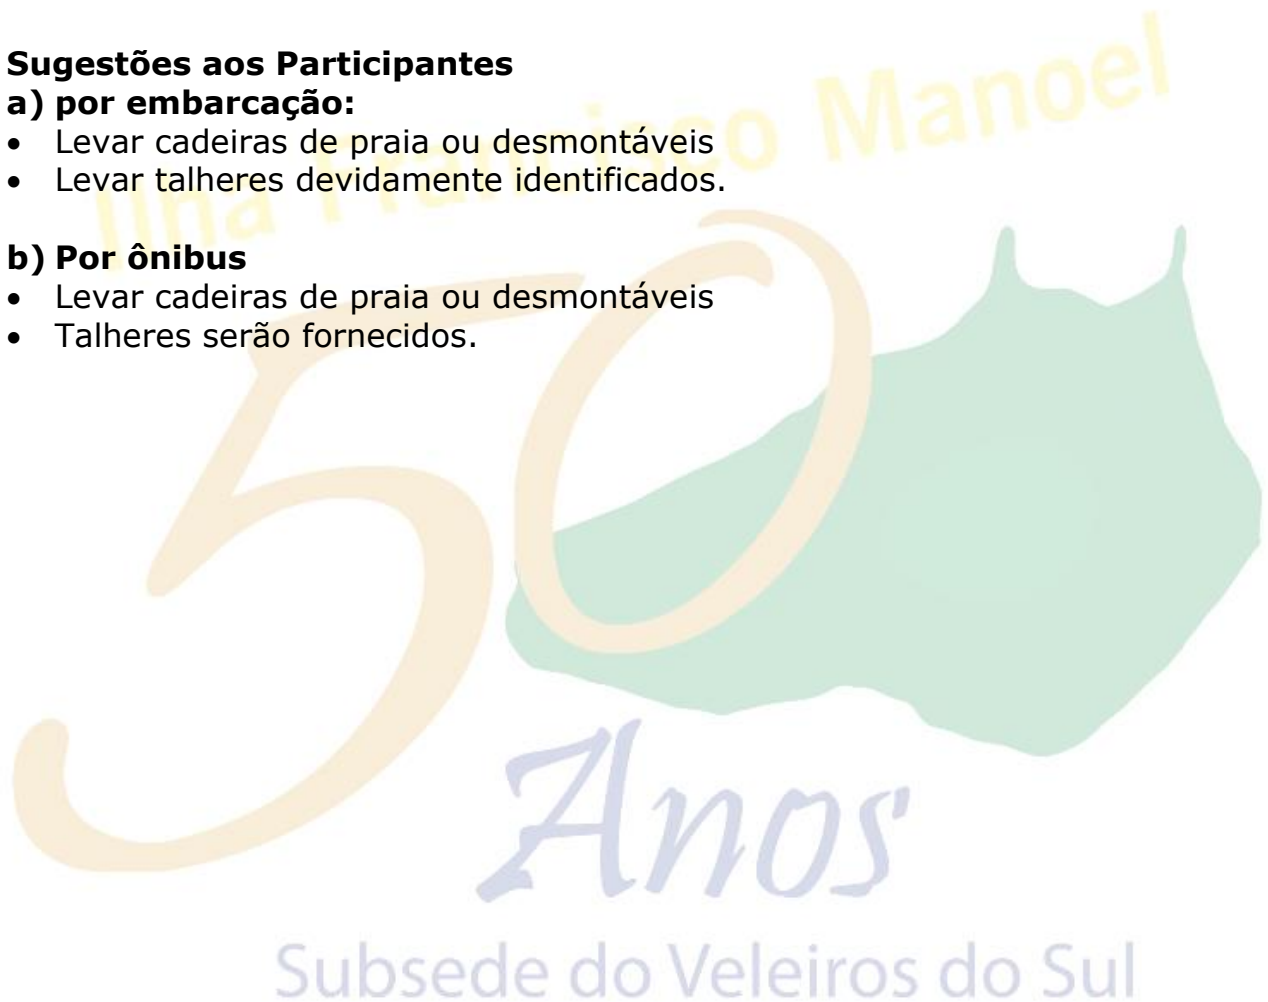 Sugestões aos Participantes
a) por embarcação:
• Levar cadeiras de praia ou desmontáveis
• Levar talheres devidamente identificados.
b) Por ônibus
• Levar cadeiras de praia ou desmontáveis
• Talheres serão fornecidos.
Ilha Francisco Manoel
50
Anos
Subsede do Veleiros do Sul